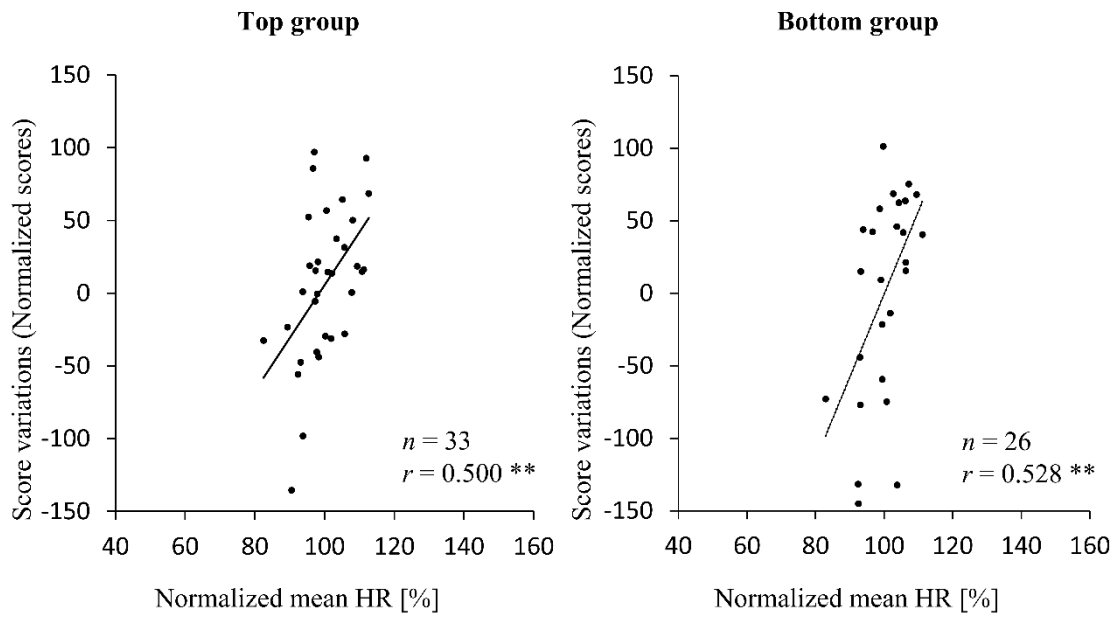 Top group
Score variations (Normalized scores)
150
100
50
0
-50
-100
-150
n = 33
r = 0.500 **
40
60
80
100
120
140
160
Normalized mean HR [%]
Bottom group
Score variations (Normalized scores)
150
100
50
0
-50
-100
-150
n = 26
r = 0.528 **
40
60
80
100
120
140
160
Normalized mean HR [%]